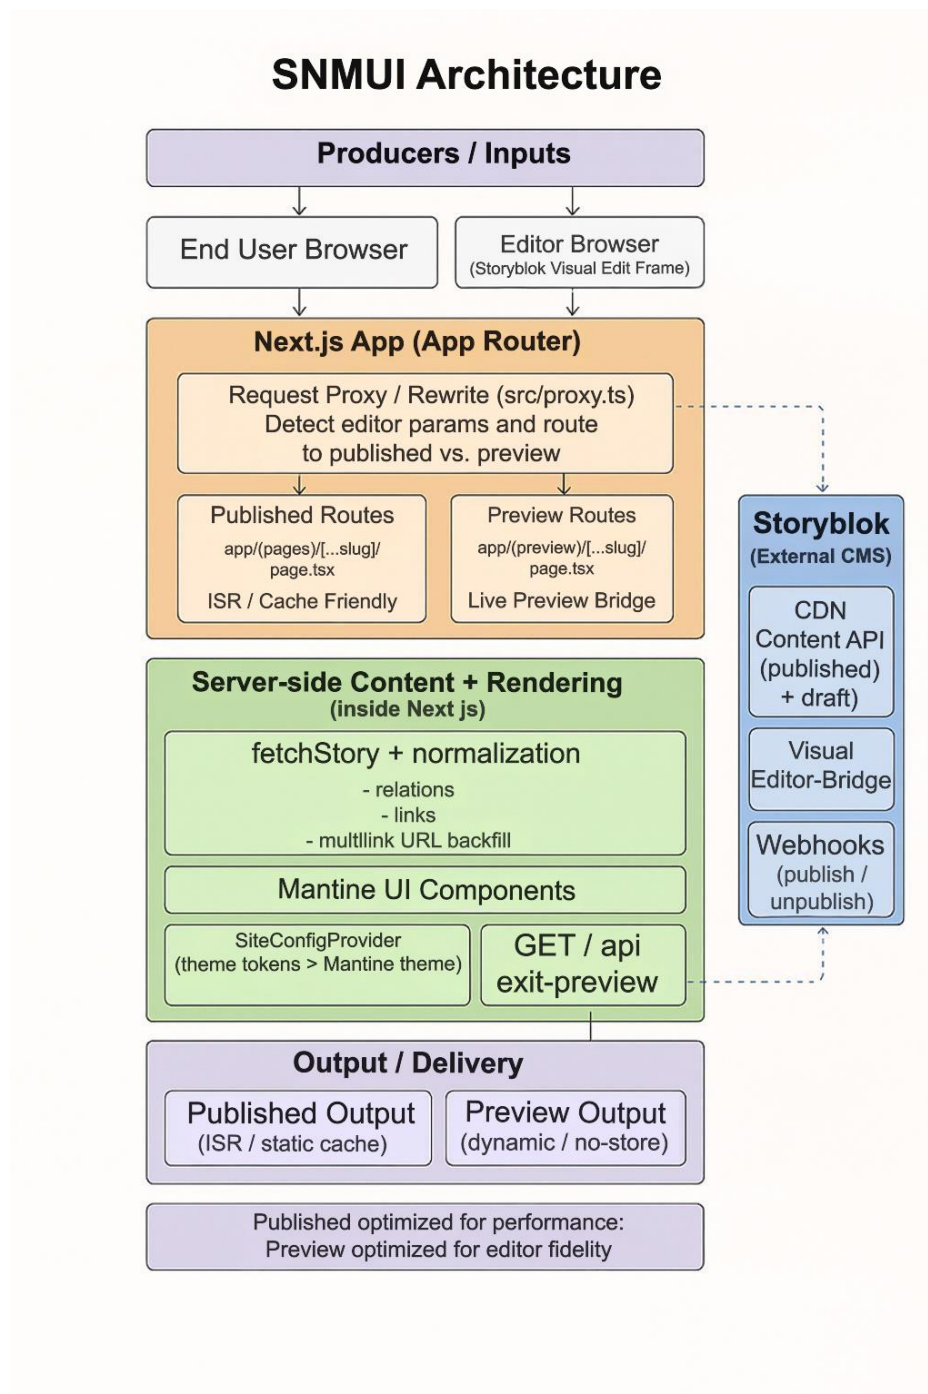 SNMUI Architecture
Producers / Inputs
End User Browser
Editor Browser
(Storyblok Visual Edit Frame)
Next.js App (App Router)
Request Proxy / Rewrite (src/proxy.ts)
Detect editor params and route
to published vs. preview
Published Routes
app/(pages)/[...slug]/
page.tsx
ISR / Cache Friendly
Preview Routes
app/(preview)/[...slug]/
page.tsx
Live Preview Bridge
Storyblok
(External CMS)
CDN
Content API
(published)
+ draft)
Visual
Editor-Bridge
Webhooks
(publish /
unpublish)
Server-side Content + Rendering
(inside Next js)
fetchStory + normalization
- relations
- links
- multllink URL backfill
Mantine UI Components
SiteConfigProvider
(theme tokens > Mantine theme)
GET / api
exit-preview
Output / Delivery
Published Output
(ISR / static cache)
Preview Output
(dynamic / no-store)
Published optimized for performance:
Preview optimized for editor fidelity